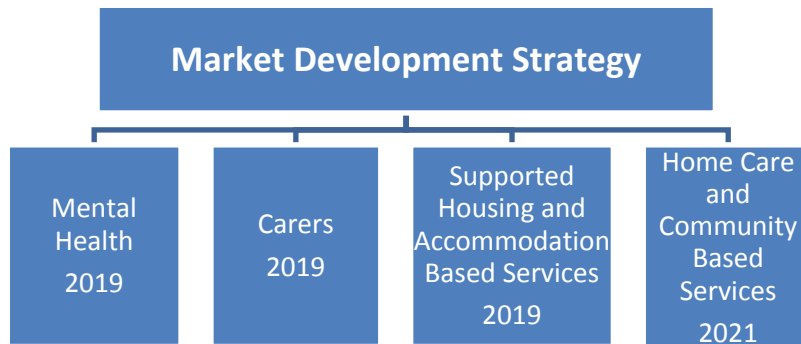 Market Development Strategy
Mental
Health
2019
Carers
2019
Supported
Housing and
Accommodation
Based Services
2019
Home Care
and
Community
Based
Services
2021